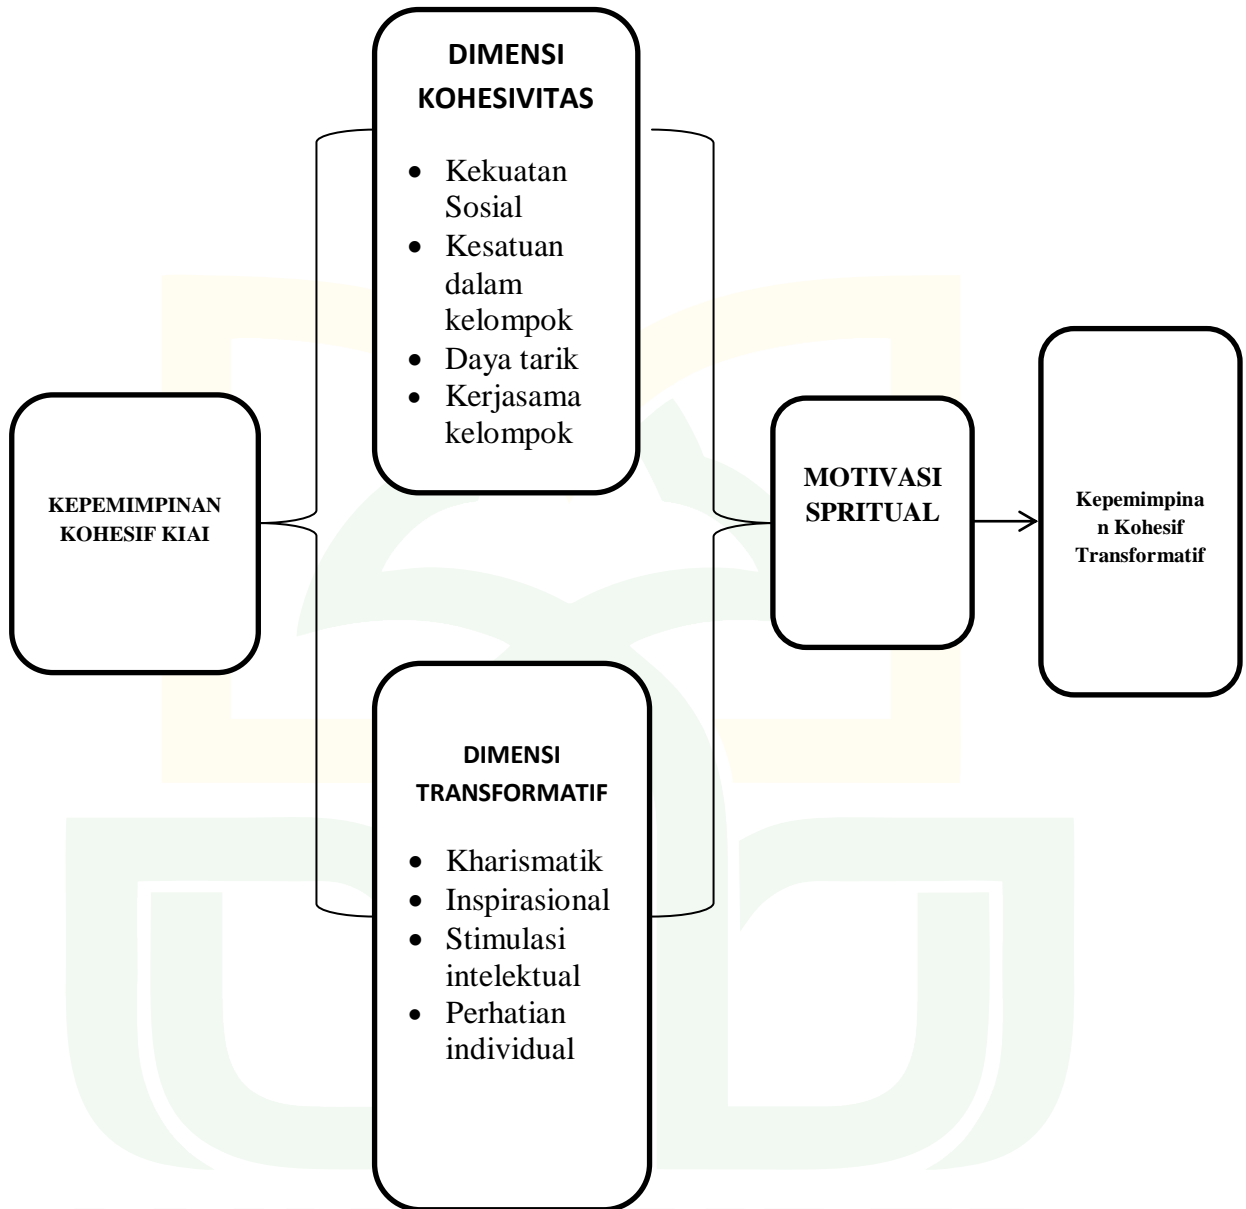 KEPEMIMPINAN
KOHESIF KIAI
DIMENSI
KOHESIVITAS
• Kekuatan
Sosial
• Kesatuan
dalam
kelompok
• Daya tarik
• Kerjasama
kelompok
DIMENSI
TRANSFORMATIF
• Kharismatik
• Inspirasional
• Stimulasi
intelektual
• Perhatian
individual
MOTIVASI
SPRITUAL
Kepemimpina
n Kohesif
Transformatif